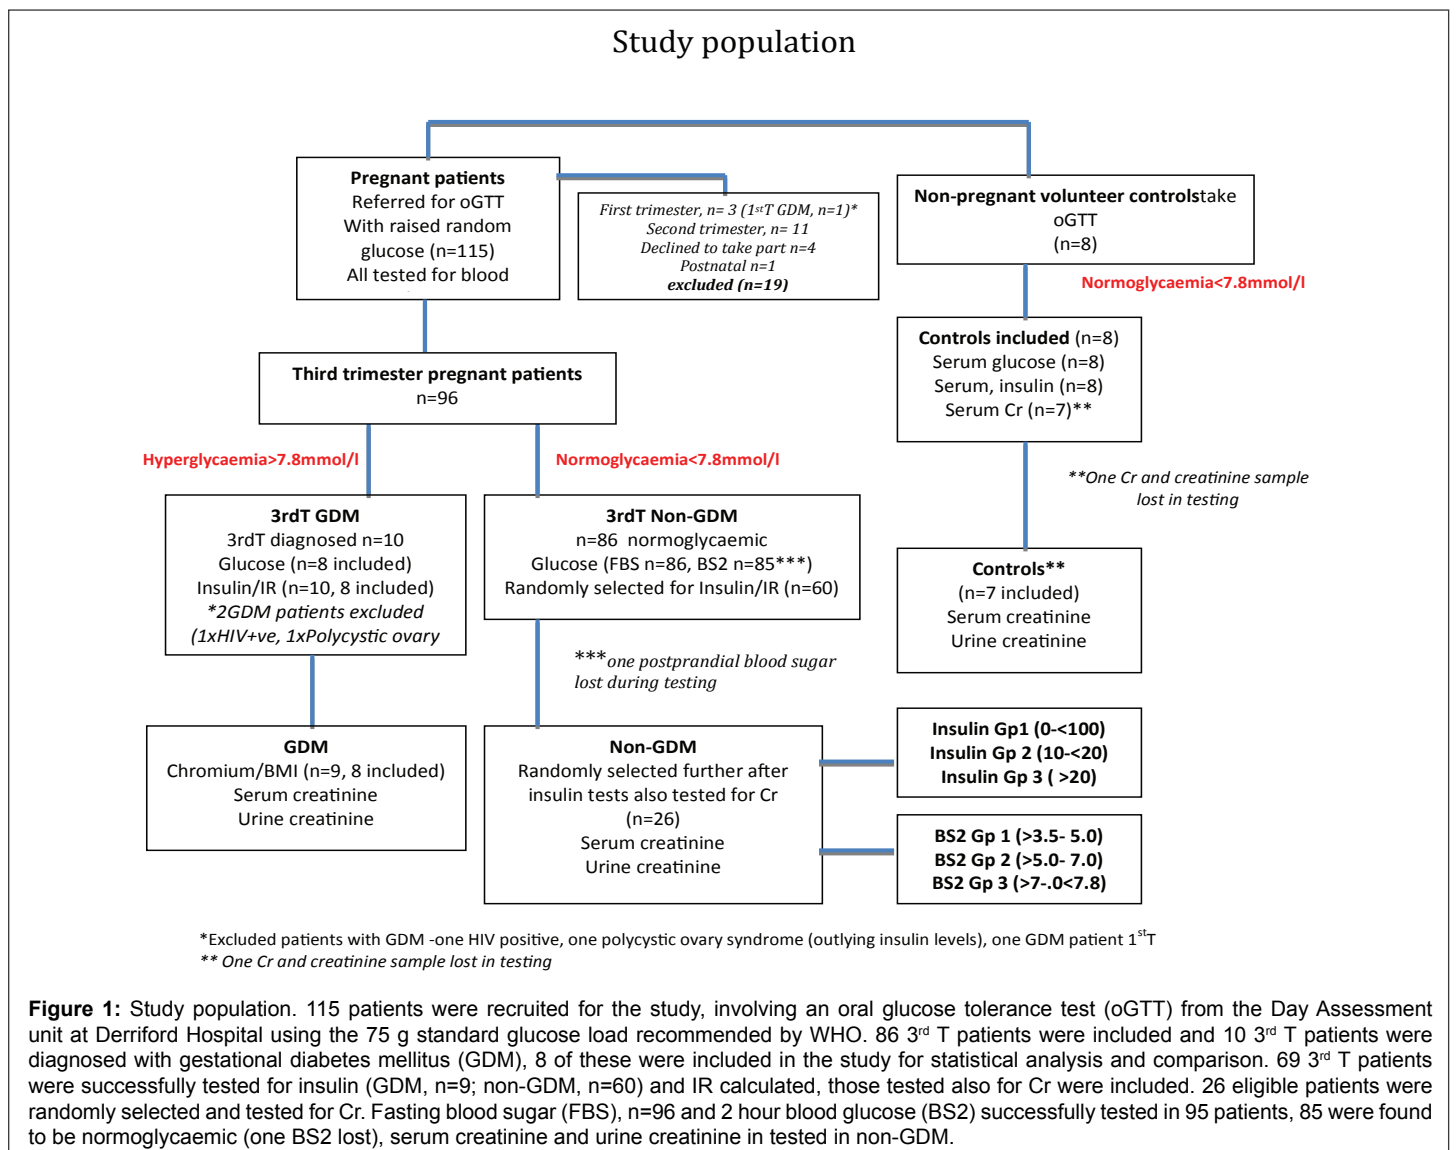 Study population
Pregnant patients
Referred for oGTT
With raised random
glucose (n=115)
All tested for blood
First trimester, n= 3 (1stT GDM, n=1)*
Second trimester, n= 11
Declined to take part n=4
Postnatal n=1
excluded (n=19)
Non-pregnant volunteer controlstake
oGTT
(n=8)
Normoglycaemia<7.8mmo/l
Controls included (n=8)
Serum glucose (n=8)
Serum, insulin (n=8)
Serum Cr (n=7)**
Third trimester pregnant patients
n=96
Hyperglycaemia>7.8mmol/l
Normoglycaemia<7.8mmo/l
**One Cr and creatinine sample
lost in testing
3rdT GDM
3rdT diagnosed n=10
Glucose (n=8 included)
Insulin/IR (n=10, 8 included)
*2GDM patients excluded
(1xHIV+ve, 1xPolycystic ovary
3rdT Non-GDM
n=86 normoglycaemic
Glucose (FBS n=86, BS2 n=85***)
Randomly selected for Insulin/IR (n=60)
Controls**
(n=7 included)
Serum creatinine
Urine creatinine
***one postprandial blood sugar
lost during testing
GDM
Chromium/BMI (n=9, 8 included)
Serum creatinine
Urine creatinine
Non-GDM
Randomly selected further after
insulin tests also tested for Cr
(n=26)
Serum creatinine
Urine creatinine
Insulin Gp1 (0-<100)
Insulin Gp 2 (10-<20)
Insulin Gp 3 ( >20)
BS2 Gp 1 (>3.5- 5.0)
BS2 Gp 2 (>5.0- 7.0)
BS2 Gp 3 (>7-.0<7.8)
*Excluded patients with GDM -one HIV positive, one polycystic ovary syndrome (outlying insulin levels), one GDM patient 1stT
** One Cr and creatinine sample lost in testing
Figure 1: Study population. 115 patients were recruited for the study, involving an oral glucose tolerance test (oGTT) from the Day Assessment
unit at Derriford Hospital using the 75 g standard glucose load recommended by WHO. 86 3rd T patients were included and 10 3rd T patients were
diagnosed with gestational diabetes mellitus (GDM), 8 of these were included in the study for statistical analysis and comparison. 69 3rd T patients
were successfully tested for insulin (GDM, n=9; non-GDM, n=60) and IR calculated, those tested also for Cr were included. 26 eligible patients were
randomly selected and tested for Cr. Fasting blood sugar (FBS), n=96 and 2 hour blood glucose (BS2) successfully tested in 95 patients, 85 were found
to be normoglycaemic (one BS2 lost), serum creatinine and urine creatinine in tested in non-GDM.